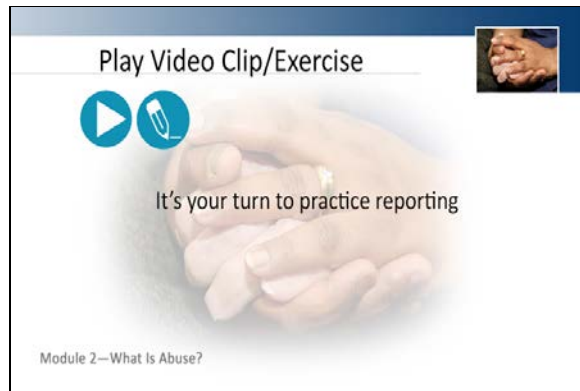 Play Video Clip/Exercise
It's your turn to practice reporting
Module 2—What Is Abuse?